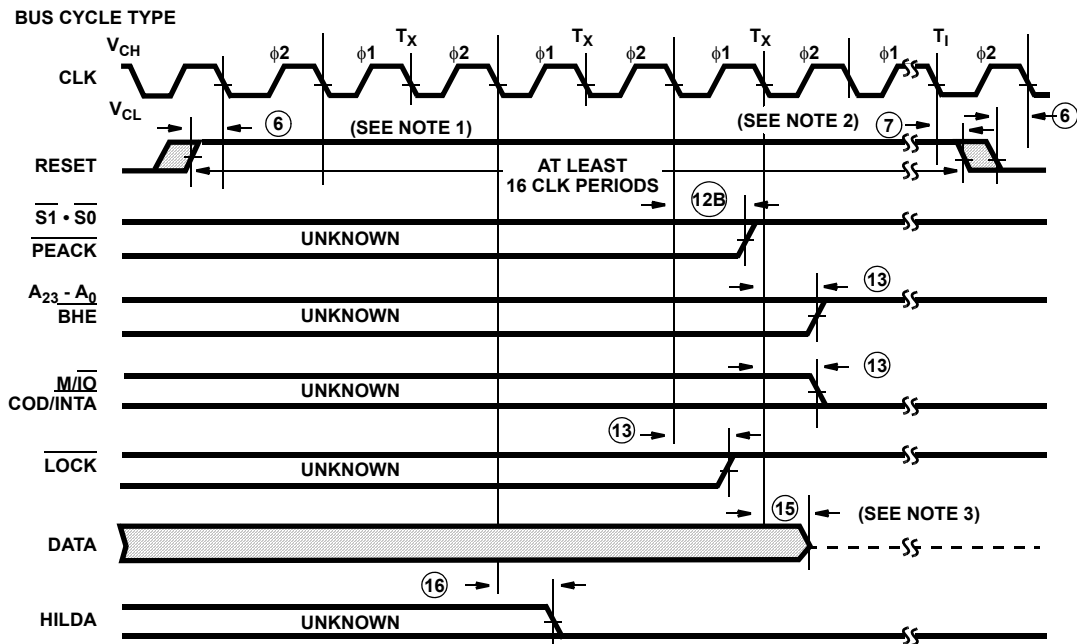 BUS CYCLE TYPE
V_CH
ϕ2 ϕ1 T_X ϕ2 ϕ1 T_X ϕ2 ϕ1 T_X ϕ2 ϕ1 T_I ϕ2
CLK
V_CL
6 (SEE NOTE 1) (SEE NOTE 2) 7 6
RESET
AT LEAST
16 CLK PERIODS
S1 • S0
12B
PEACK
UNKNOWN
A23 - A0
13
BHE
UNKNOWN
M/IO
13
COD/INTA
UNKNOWN
13
LOCK
UNKNOWN
15 (SEE NOTE 3)
DATA
16
HILDA
UNKNOWN